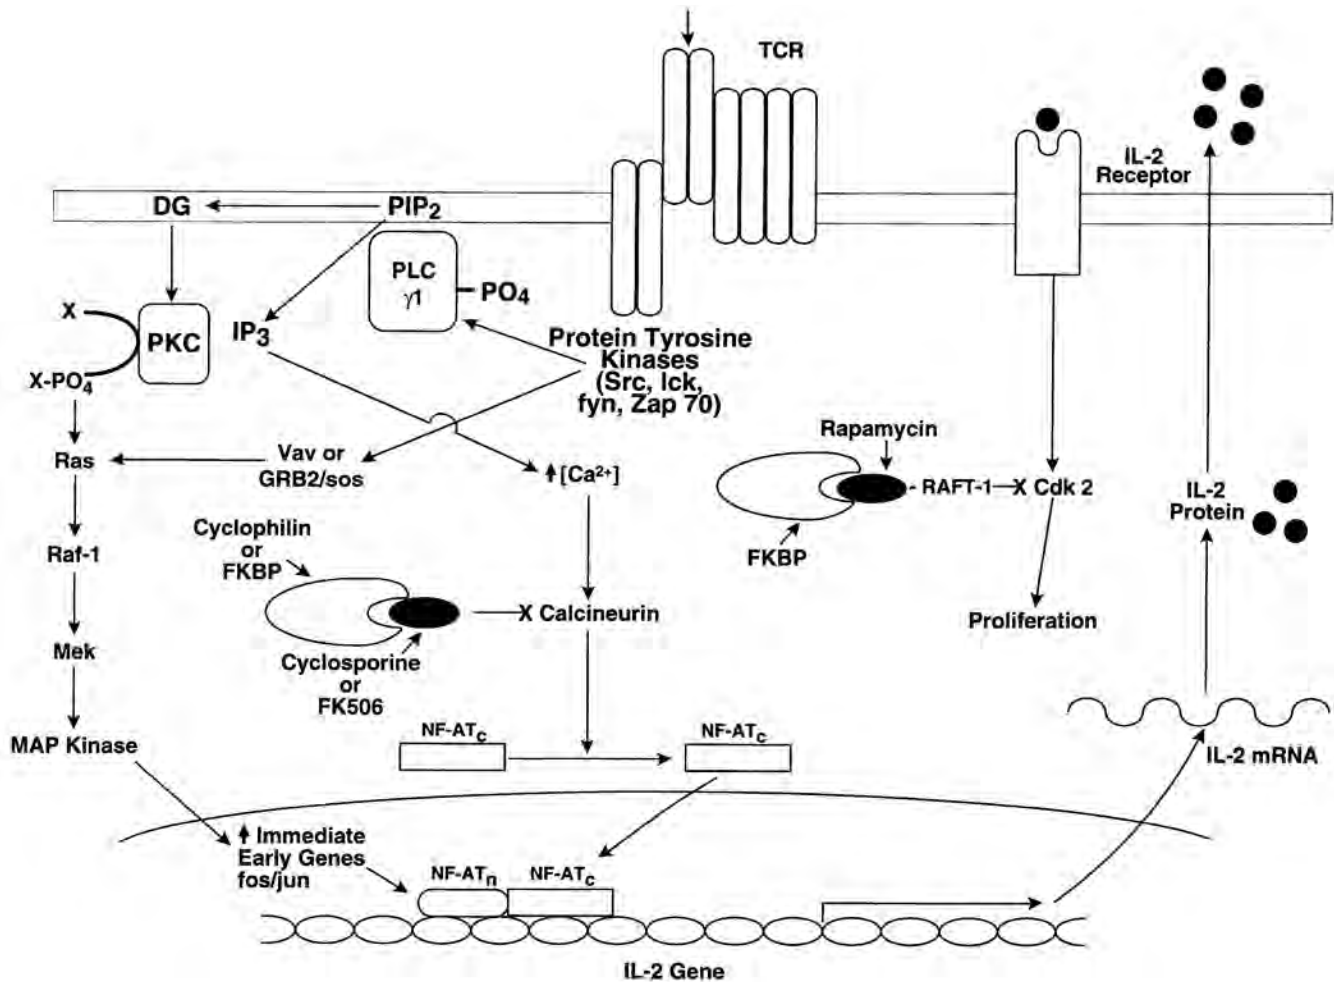 TCR
IL-2
Receptor
DG
PIP2
PLC
γ1
PO4
X
PKC
IP3
X-PO4
Protein Tyrosine
Kinases
(Src, lck,
fyn, Zap 70)
Ras
Vav or
GRB2/sos
[Ca2+]
Rapamycin
RAFT-1
X Cdk 2
FKBP
IL-2
Protein
Raf-1
Cyclophilin
or
FKBP
X Calcineurin
Proliferation
Mek
Cyclosporine
or
FK506
MAP Kinase
NF-ATc
NF-ATc
IL-2 mRNA
Immediate
Early Genes
fos/jun
NF-ATn
NF-ATc
IL-2 Gene